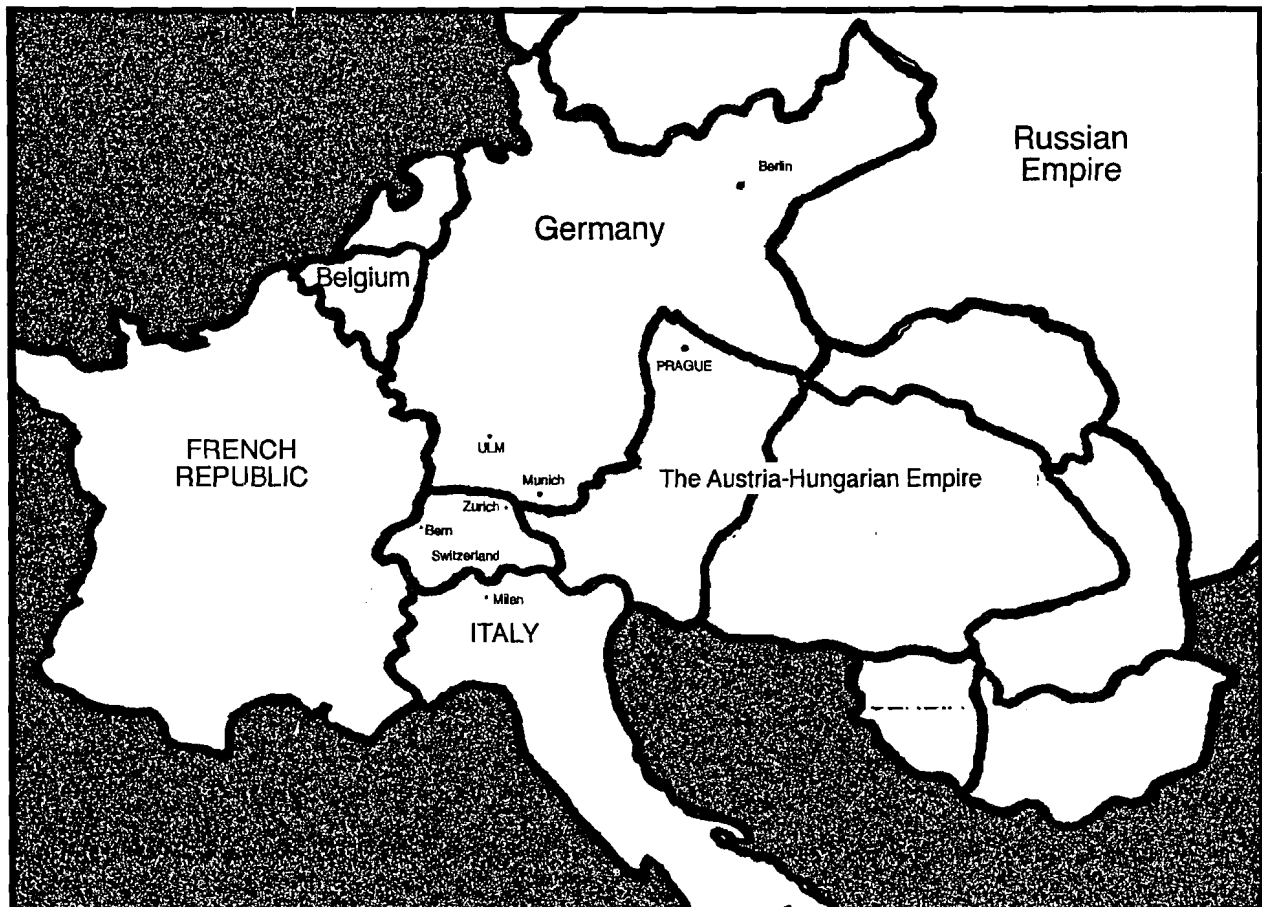 Russian
Empire
Berlin
Germany
Belgium
PRAGUE
FRENCH
REPUBLIC
ULM
Munich
The Austria-Hungarian Empire
Zurich
Bern
Switzerland
Milan
ITALY